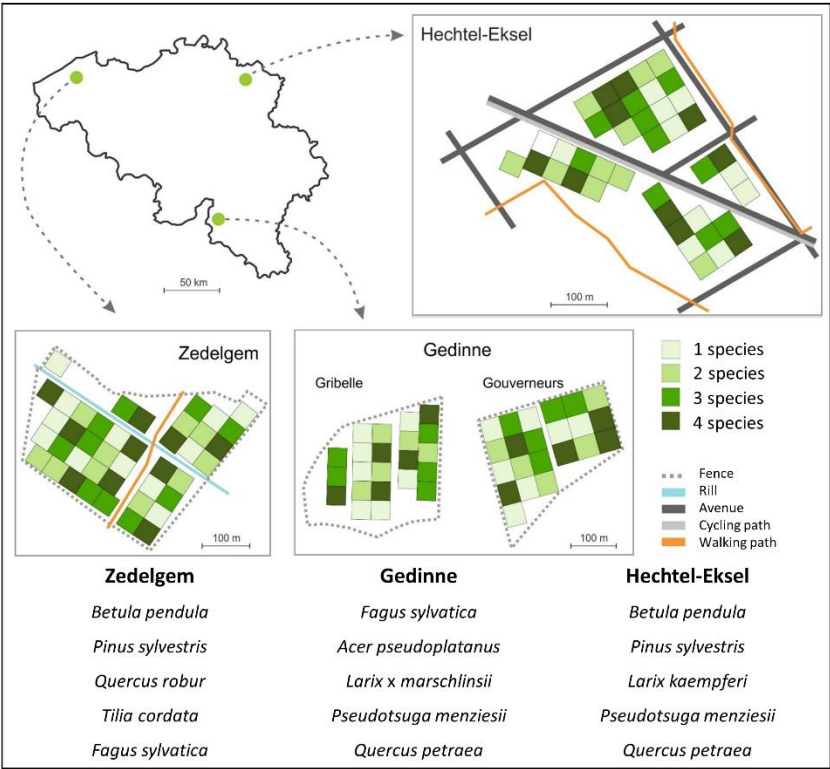 Hechtel-Eksel
50 km
100 m
Zedelgem
100 m
Gedinne
Gribelle
Gouverneurs
100 m
1 species
2 species
3 species
4 species
Fence
Rill
Avenue
Cycling path
Walking path
Zedelgem
Gedinne
Hechtel-Eksel
Betula pendula
Fagus sylvatica
Betula pendula
Pinus sylvestris
Acer pseudoplatanus
Pinus sylvestris
Quercus robur
Larix x marschlinsii
Larix kaempferi
Tilia cordata
Pseudotsuga menziesii
Pseudotsuga menziesii
Fagus sylvatica
Quercus petraea
Quercus petraea